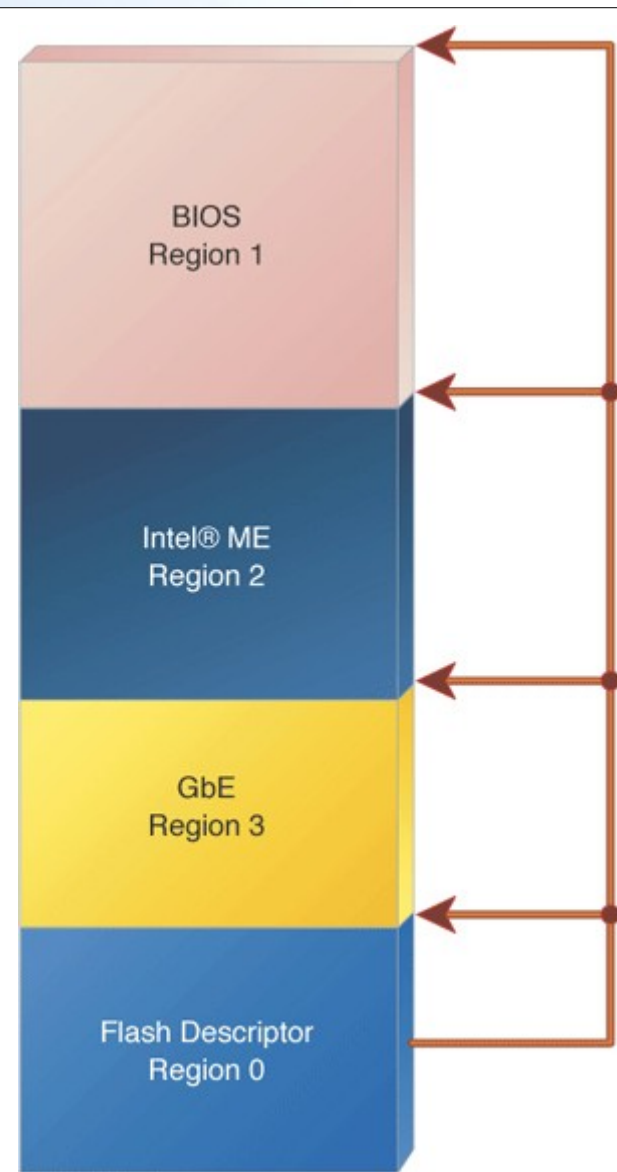 BIOS
Region 1
Intel® ME
Region 2
GbE
Region 3
Flash Descriptor
Region 0